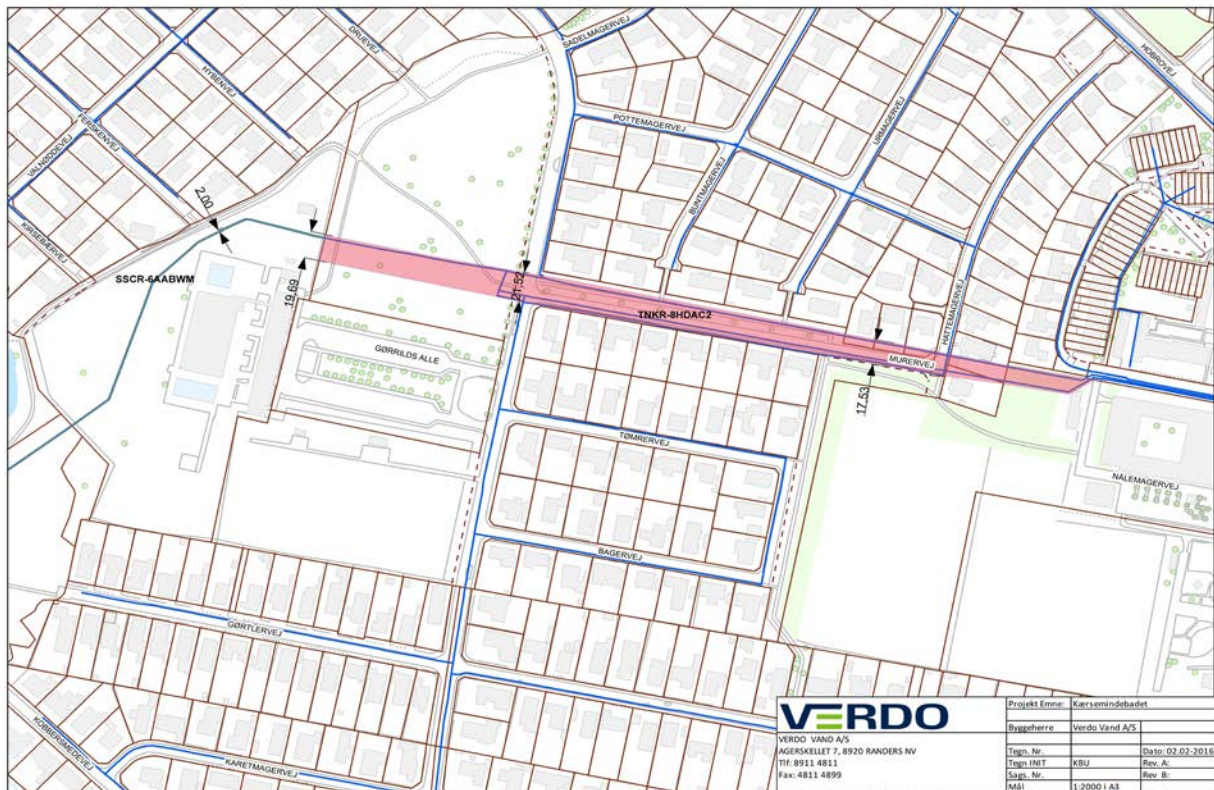 DRUEVEJ
SADELMAGERVEJ
HOBROVEJ
HYBENVEJ
FERSKENVEJ
VALNØDDEVEJ
POTTEMAGERVEJ
URMAGERVEJ
BUNTMAGERVEJ
2,00
KIRSEBÆRVEJ
SSCR-6AABWM
19,69
21,52
TNKR-8HDAC2
HATTEMAGERVEJ
GØRRILDS ALLE
MURERVEJ
17,53
TØMRERVEJ
NÅLEMAGERVEJ
BAGERVEJ
GØRTLERVEJ
KOBBERSMEDEVEJ
KARETMAGERVEJ
VERDO
VERDO VAND A/S
AGERSKELLET 7, 8920 RANDERS NV
Tlf: 8911 4811
Fax: 4811 4899
Projekt Emne: Kærsemindebadet
Byggeherre Verdo Vand A/S
Tegn. Nr. Dato: 02.02-2016
Tegn INIT KBU Rev. A:
Sags. Nr. Rev B:
Mål 1:2000 i A3